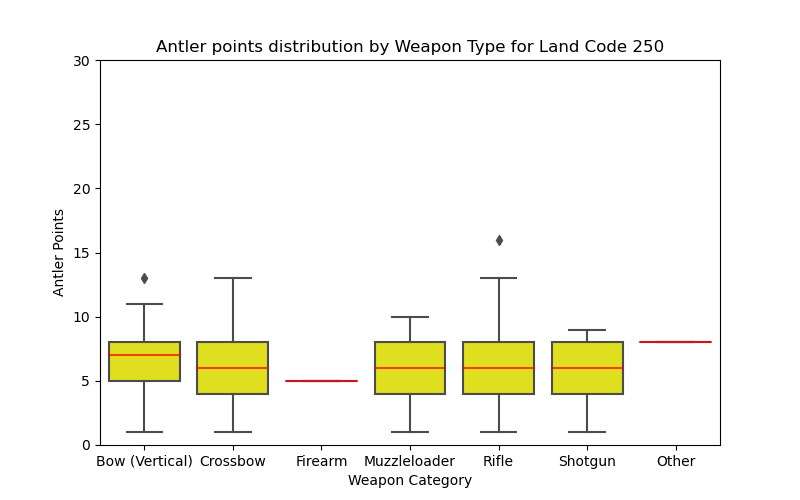 Antler points distribution by Weapon Type for Land Code 250
30
25
20
15
10
5
0
Antler Points
Bow (Vertical) Crossbow Firearm Muzzleloader Rifle Shotgun Other
Weapon Category